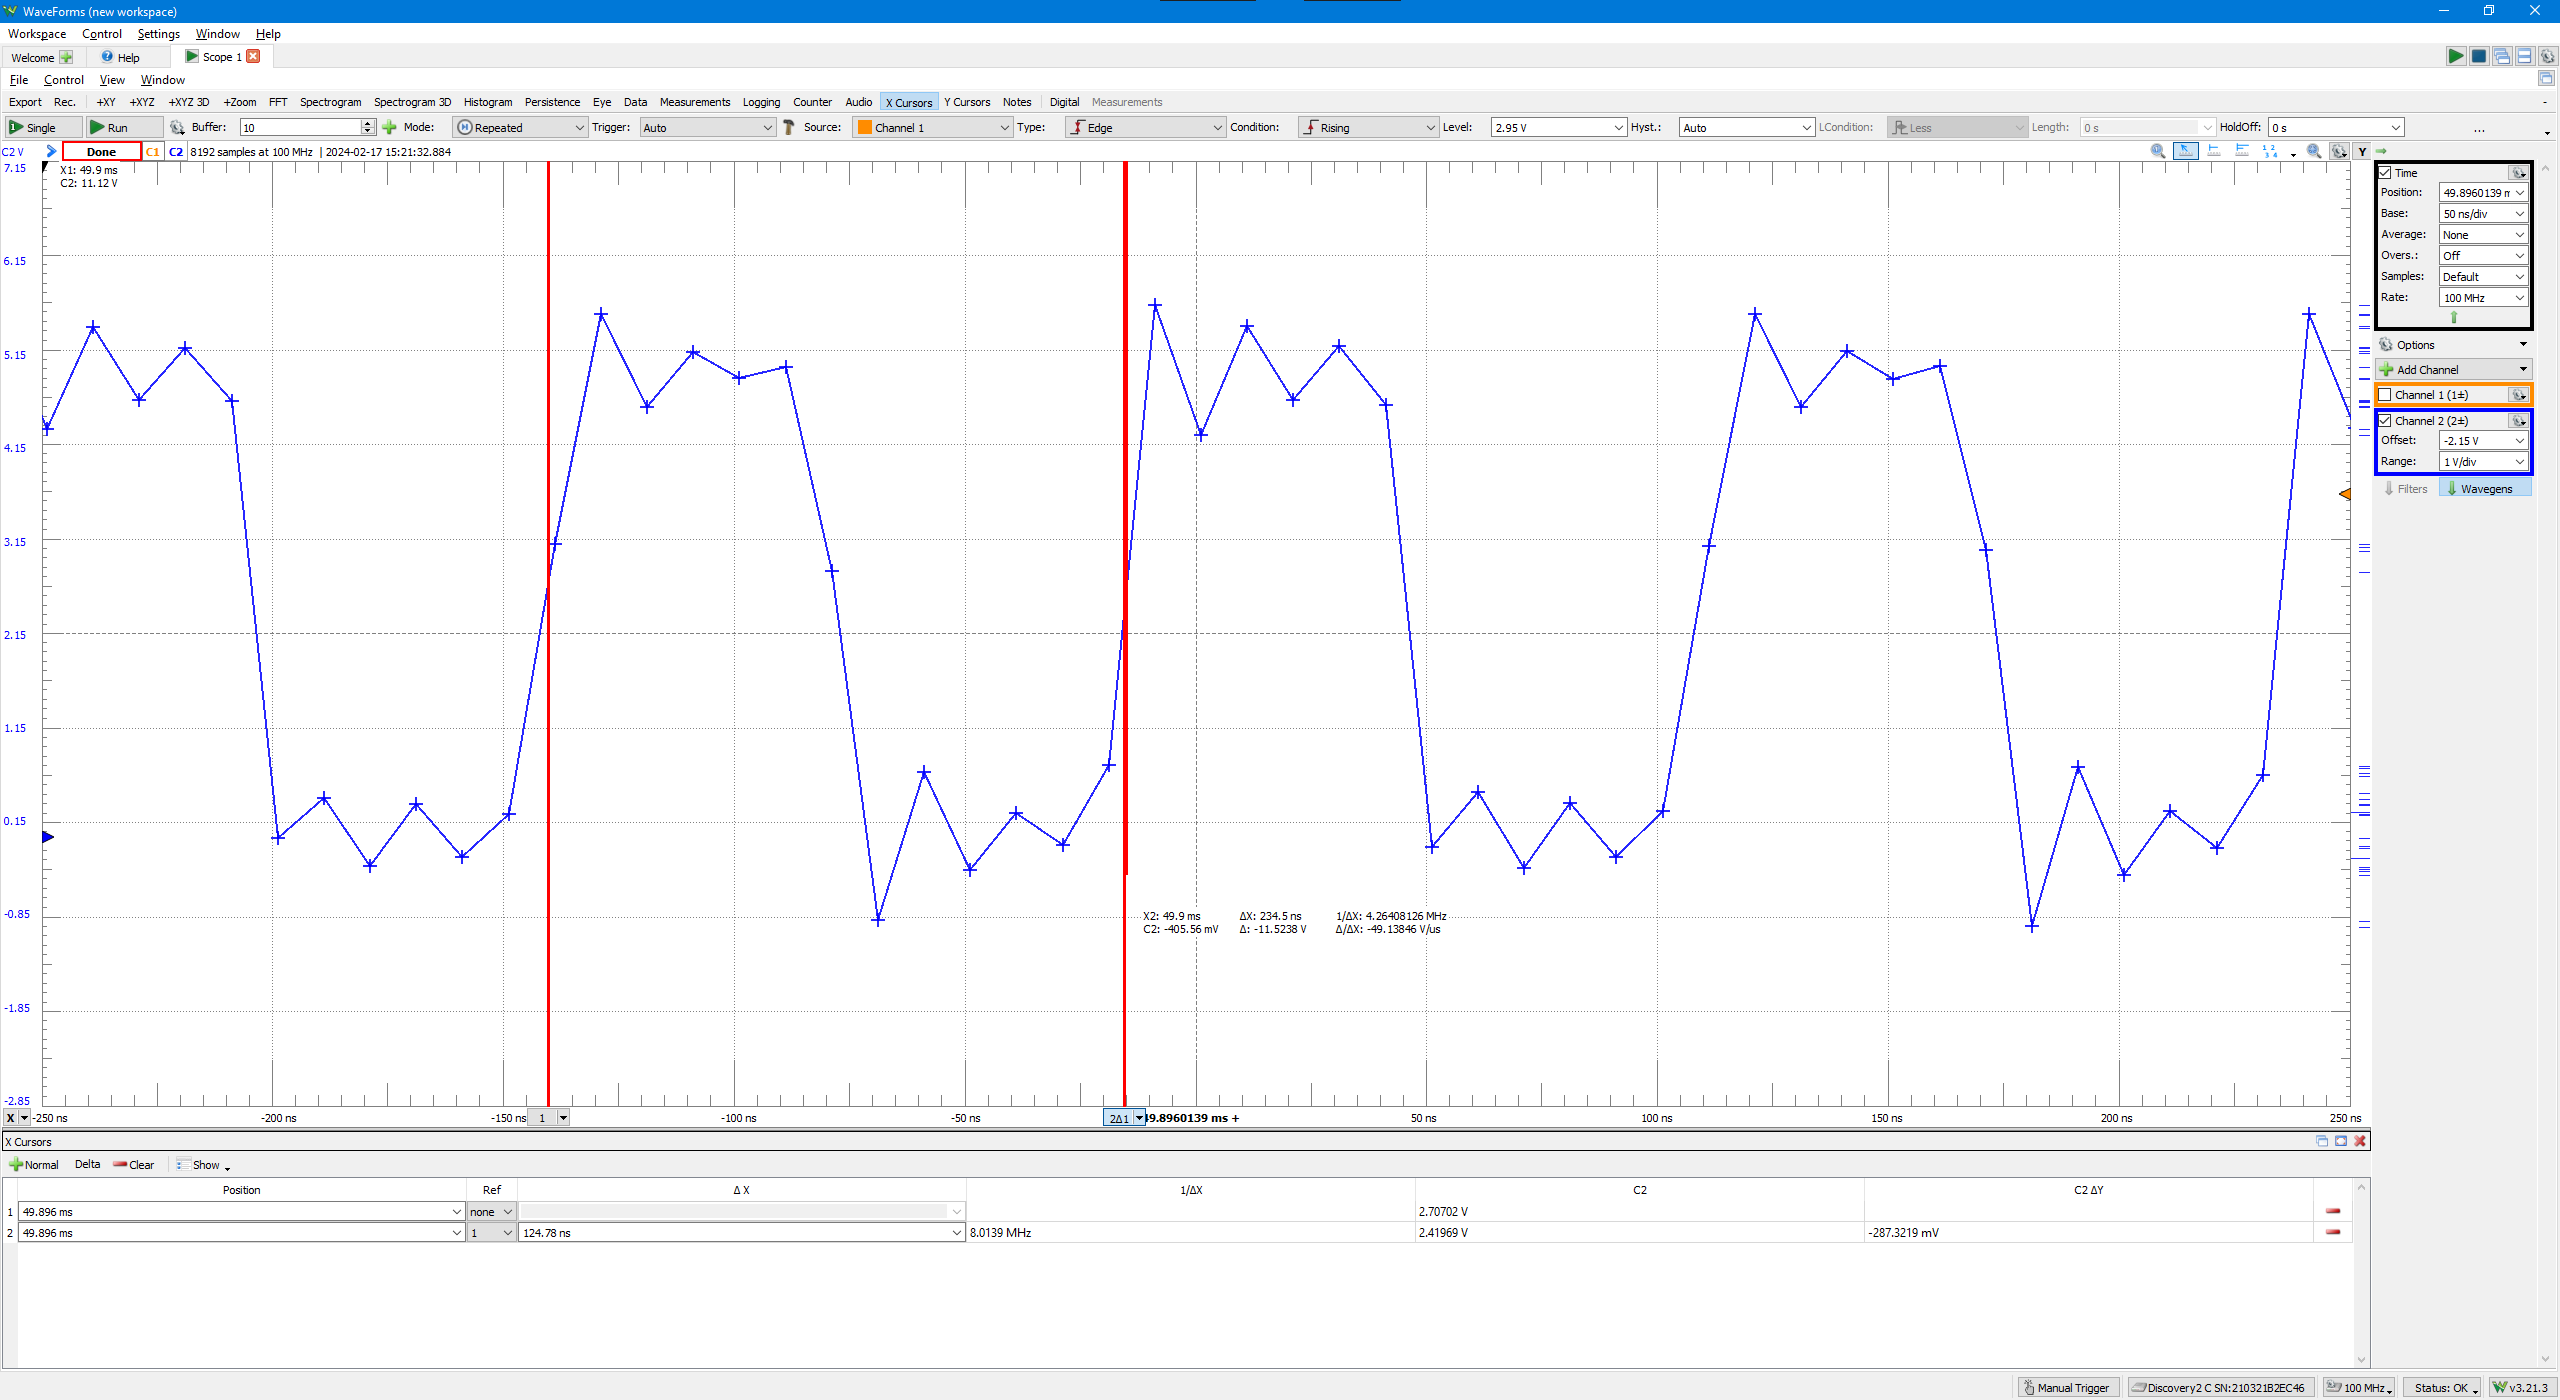 WaveForms (new workspace)
Workspace Control Settings Window Help
Welcome Help Scope 1
File Control View Window
Export Rec. +XY +XYZ +XYZ 3D +Zoom FFT Spectrogram Spectrogram 3D Histogram Persistence Eye Data Measurements Logging Counter Audio X Cursors Y Cursors Notes Digital Measurements
Single Run Buffer: 10 Mode: Repeated Trigger: Auto Source: Channel 1 Type: Edge Condition: Rising Level: 2.95 V Hyst.: Auto LCondition: Less Length: 0 s HoldOff: 0 s ...
C2 V Done C1 C2 8192 samples at 100 MHz | 2024-02-17 15:21:32.884 Y
X1: 49.9 ms
C2: 11.12 V
7.15
6.15
5.15
4.15
3.15
2.15
1.15
0.15
-0.85
-1.85
-2.85
X2: 49.9 ms ΔX: 234.5 ns 1/ΔX: 4.26408126 MHz
C2: -405.56 mV Δ: -11.5238 V Δ/ΔX: -49.13846 V/us
X -250 ns -200 ns -150 ns 1 -100 ns -50 ns 2Δ1 49.8960139 ms + 50 ns 100 ns 150 ns 200 ns 250 ns
Time
Position: 49.8960139 m
Base: 50 ns/div
Average: None
Overs.: Off
Samples: Default
Rate: 100 MHz
Options
Add Channel
Channel 1 (1±)
Channel 2 (2±)
Offset: -2.15 V
Range: 1 V/div
Filters Wavegens
X Cursors
Normal Delta Clear Show
Position Ref Δ X 1/ΔX C2 C2 ΔY
1 49.896 ms none 2.70702 V
2 49.896 ms 1 124.78 ns 8.0139 MHz 2.41969 V -287.3219 mV
Manual Trigger Discovery2 C SN:210321B2EC46 100 MHz Status: OK v3.21.3